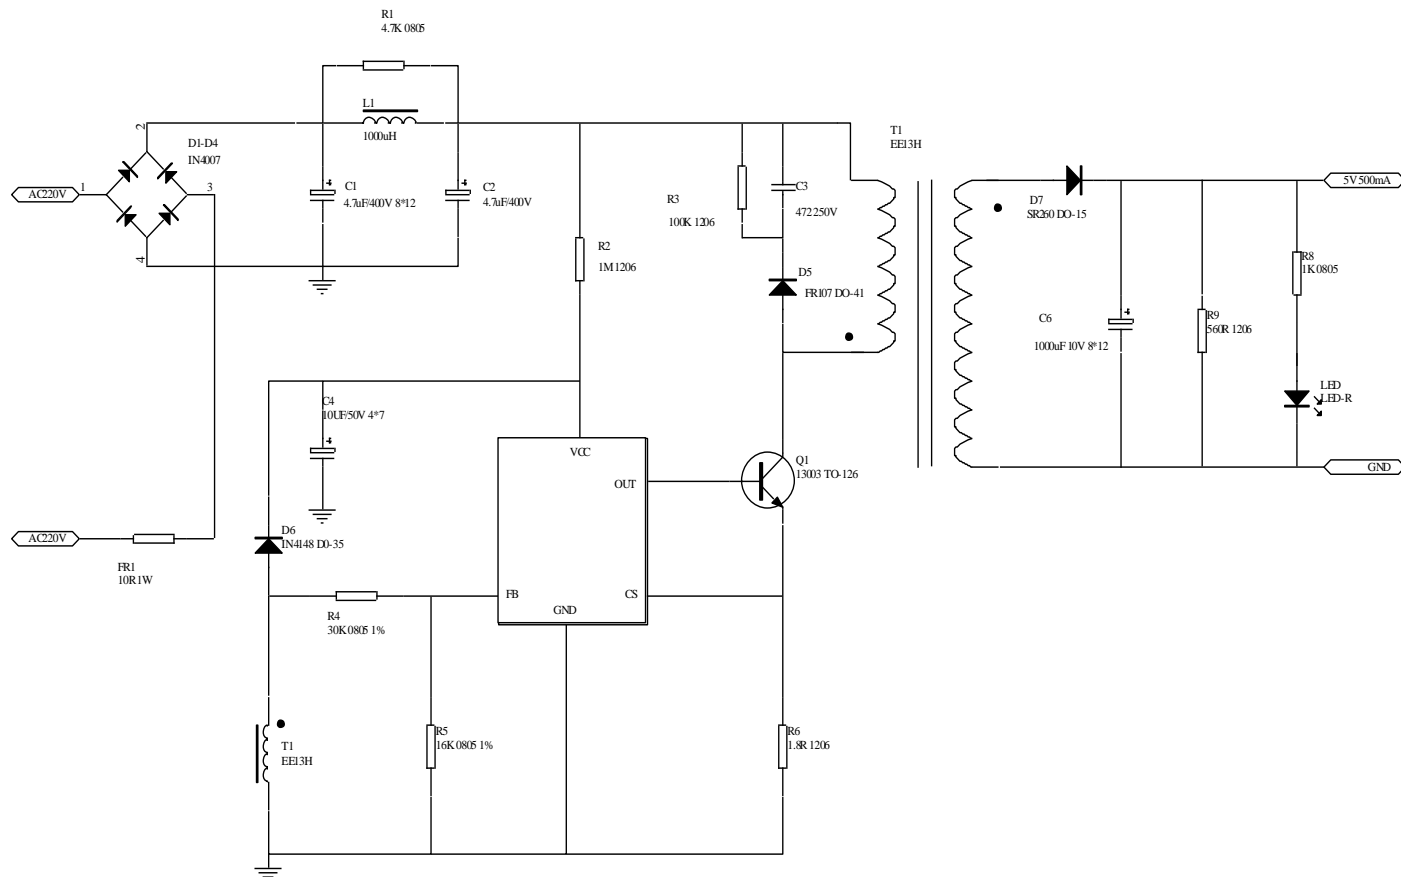 R1
4.7K 0805
L1
1000uH
2
D1-D4
IN4007
AC220V
1
3
4
C1
4.7uF/400V 8*12
C2
4.7uF/400V
R2
1M 1206
R3
100K 1206
C3
472 250V
D5
FR107 DO-41
T1
EE13H
D7
SR260 DO-15
5V500mA
R8
1K 0805
R9
560R 1206
C6
1000uF 10V 8*12
LED
LED-R
GND
C4
10UF/50V 4*7
VCC
OUT
Q1
13003 TO-126
AC220V
FR1
10R1W
D6
IN4148 D0-35
R4
30K 0805 1%
FB
GND
CS
T1
EE13H
R5
16K 0805 1%
R6
1.8R 1206